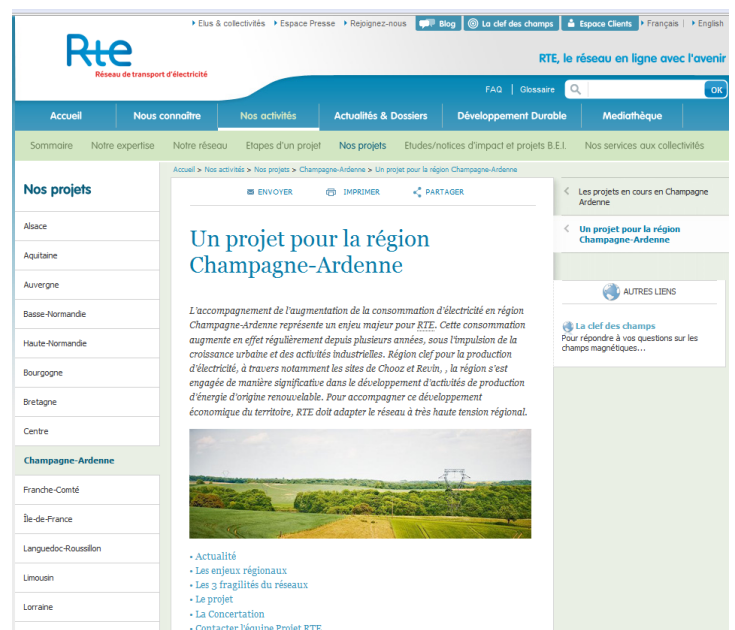 Elus & collectivités Espace Presse Rejoignez-nous Blog La clef des champs Espace Clients Français | English
Rte
Réseau de transport d'électricité
RTE, le réseau en ligne avec l'avenir
FAQ | Glossaire OK
Accueil Nous connaître Nos activités Actualités & Dossiers Développement Durable Mediathèque
Sommaire Notre expertise Notre réseau Etapes d'un projet Nos projets Etudes/notices d'impact et projets B.E.I. Nos services aux collectivités
Accueil > Nos activités > Nos projets > Champagne-Ardenne > Un projet pour la région Champagne-Ardenne
Nos projets
Alsace
Aquitaine
Auvergne
Basse-Normandie
Haute-Normandie
Bourgogne
Bretagne
Centre
Champagne-Ardenne
Franche-Comté
Île-de-France
Languedoc-Roussillon
Limousin
Lorraine
ENVOYER IMPRIMER PARTAGER
Un projet pour la région
Champagne-Ardenne
L'accompagnement de l'augmentation de la consommation d'électricité en région
Champagne-Ardenne représente un enjeu majeur pour RTE. Cette consommation
augmente en effet régulièrement depuis plusieurs années, sous l'impulsion de la
croissance urbaine et des activités industrielles. Région clef pour la production
d'électricité, à travers notamment les sites de Chooz et Revin, , la région s'est
engagée de manière significative dans le développement d'activités de production
d'énergie d'origine renouvelable. Pour accompagner ce développement
économique du territoire, RTE doit adapter le réseau à très haute tension régional.
• Actualité
• Les enjeux régionaux
• Les 3 fragilités du réseaux
• Le projet
• La Concertation
• Contacter l'équipe Projet RTE
Les projets en cours en Champagne
Ardenne
Un projet pour la région
Champagne-Ardenne
AUTRES LIENS
La clef des champs
Pour répondre à vos questions sur les
champs magnétiques...